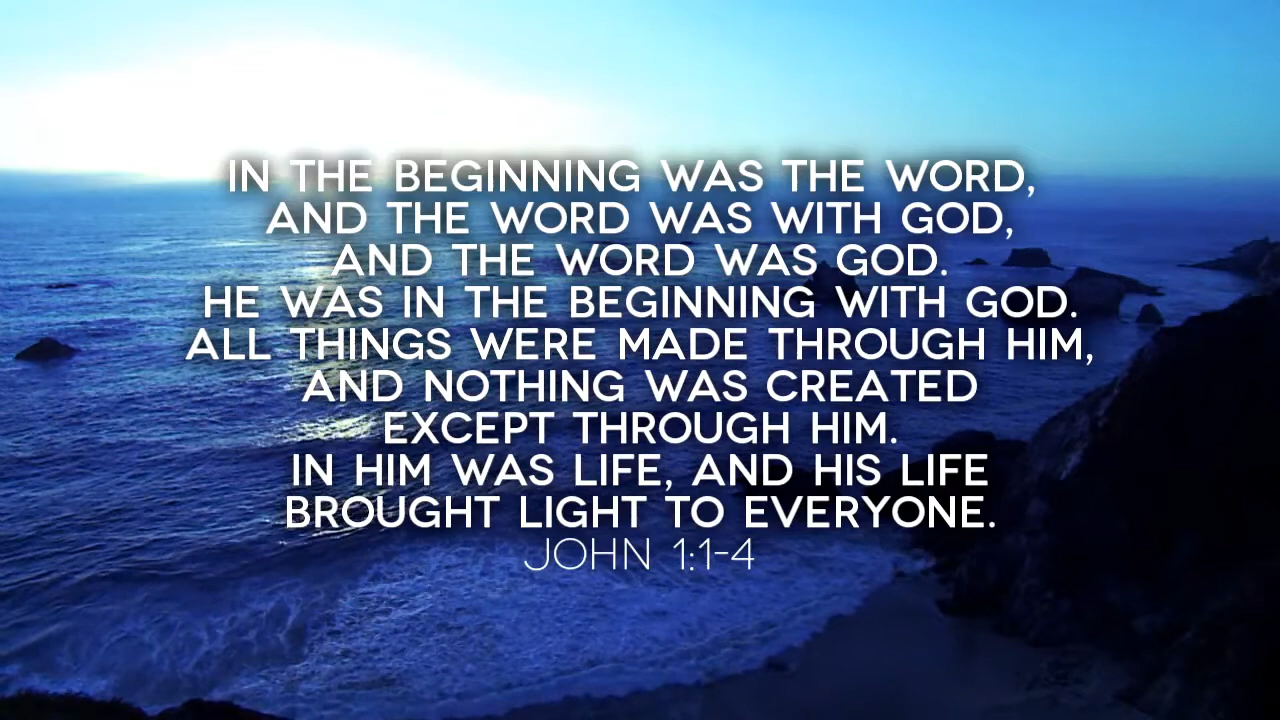 IN THE BEGINNING WAS THE WORD,
AND THE WORD WAS WITH GOD,
AND THE WORD WAS GOD.
HE WAS IN THE BEGINNING WITH GOD.
ALL THINGS WERE MADE THROUGH HIM,
AND NOTHING WAS CREATED
EXCEPT THROUGH HIM.
IN HIM WAS LIFE, AND HIS LIFE
BROUGHT LIGHT TO EVERYONE.
JOHN 1:1-4